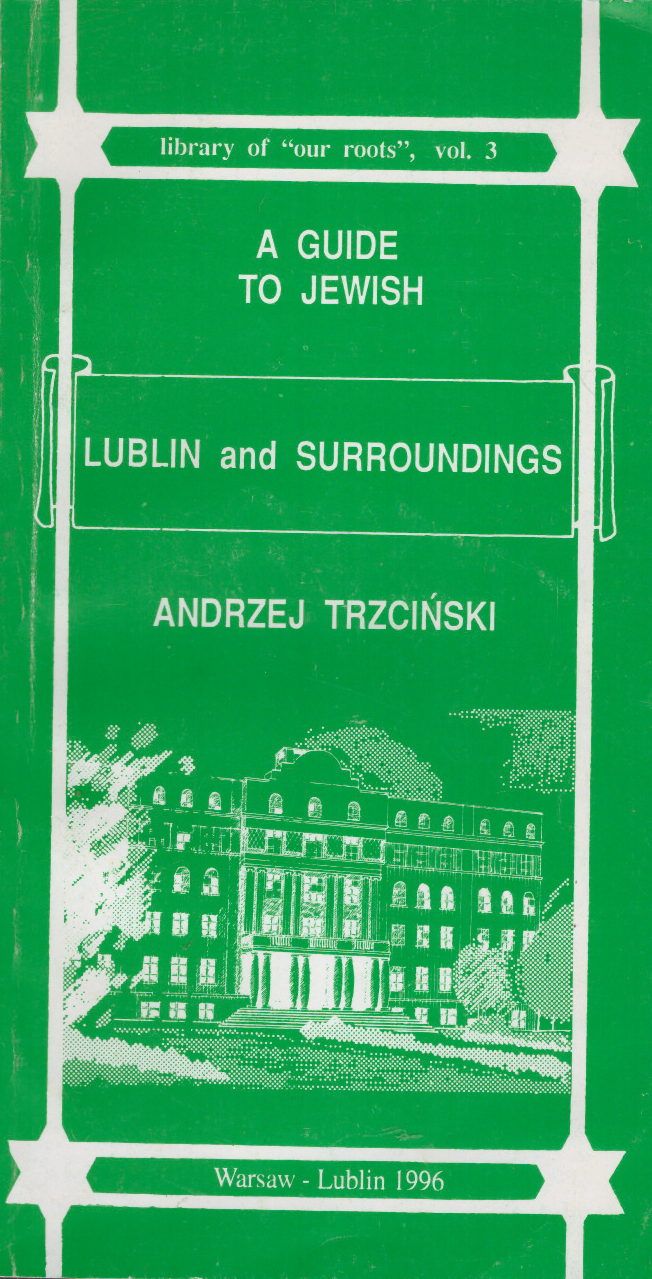 library of “our roots”, vol. 3
A GUIDE
TO JEWISH
LUBLIN and SURROUNDINGS
ANDRZEJ TRZCIŃSKI
Warsaw - Lublin 1996